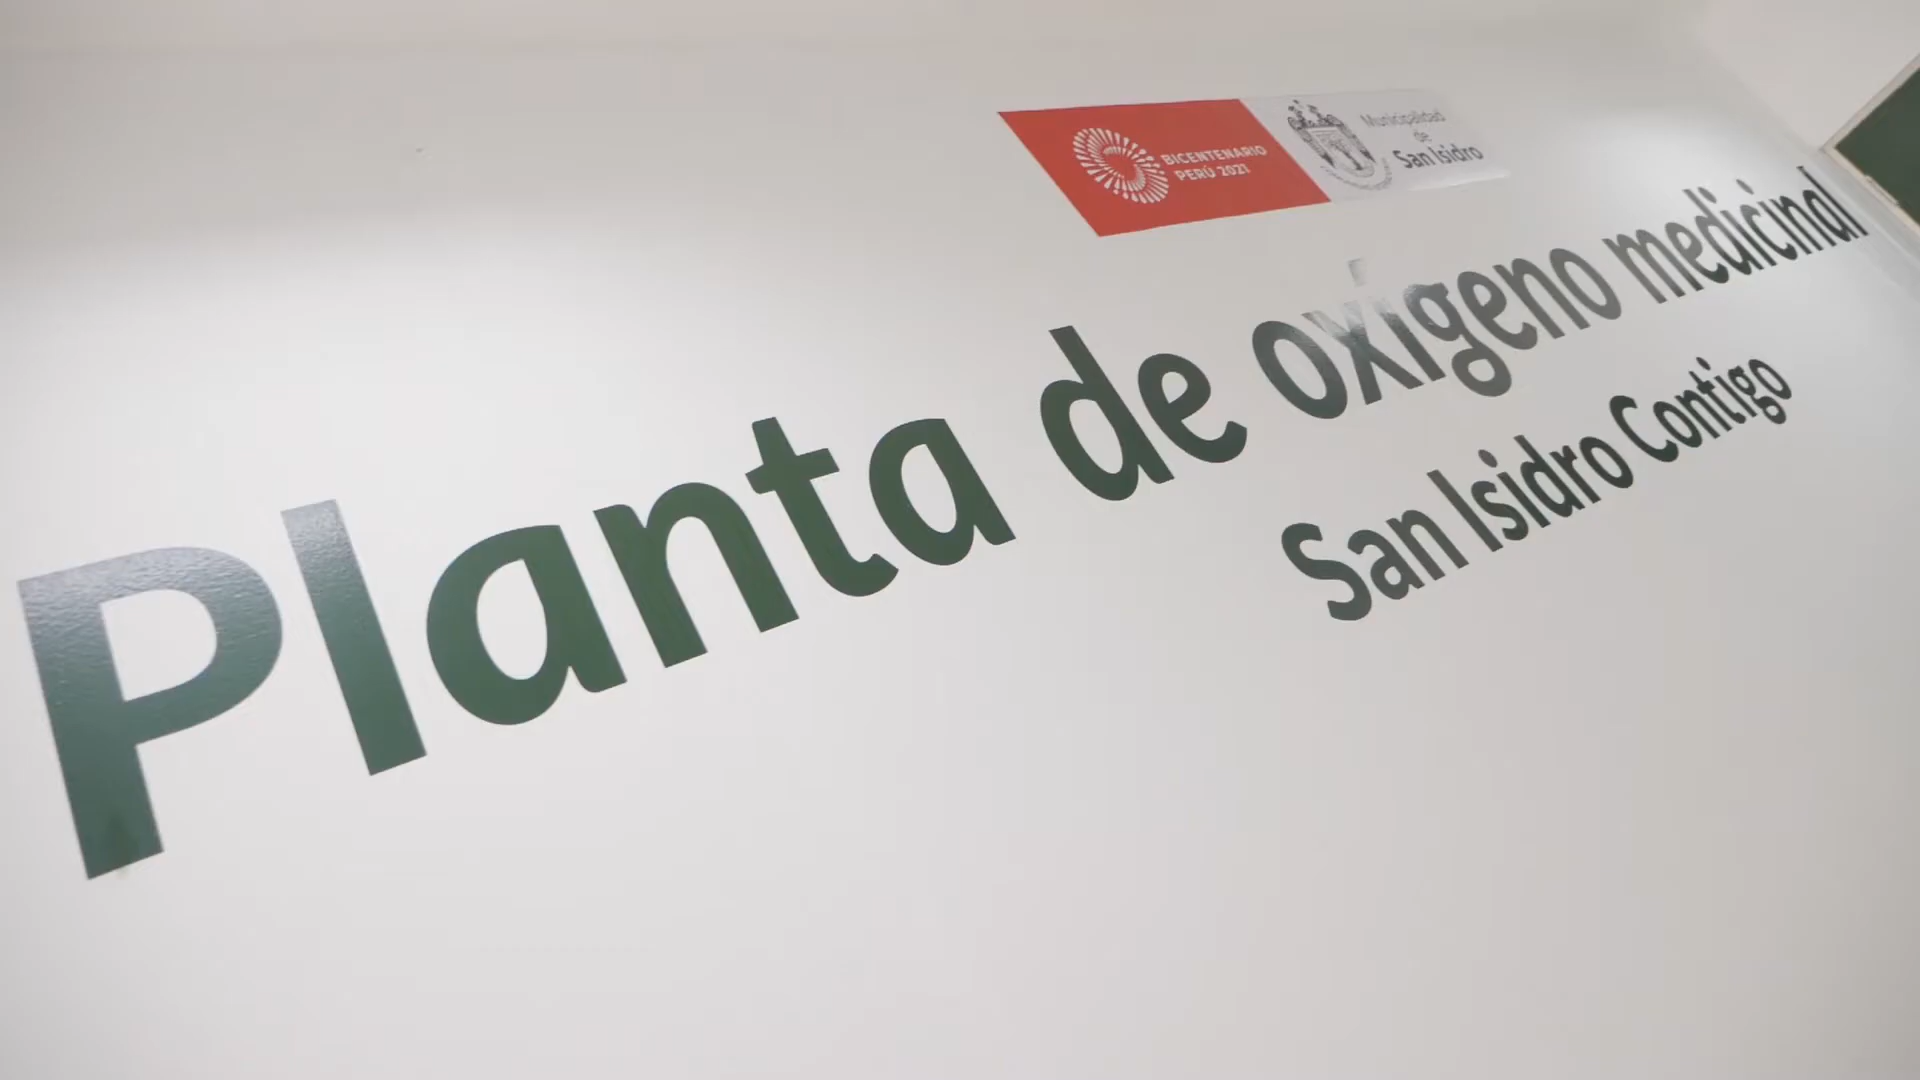 BICENTENARIO
PERÚ 2021
Municipalidad
de
San Isidro
Planta de oxígeno medicinal
San Isidro Contigo